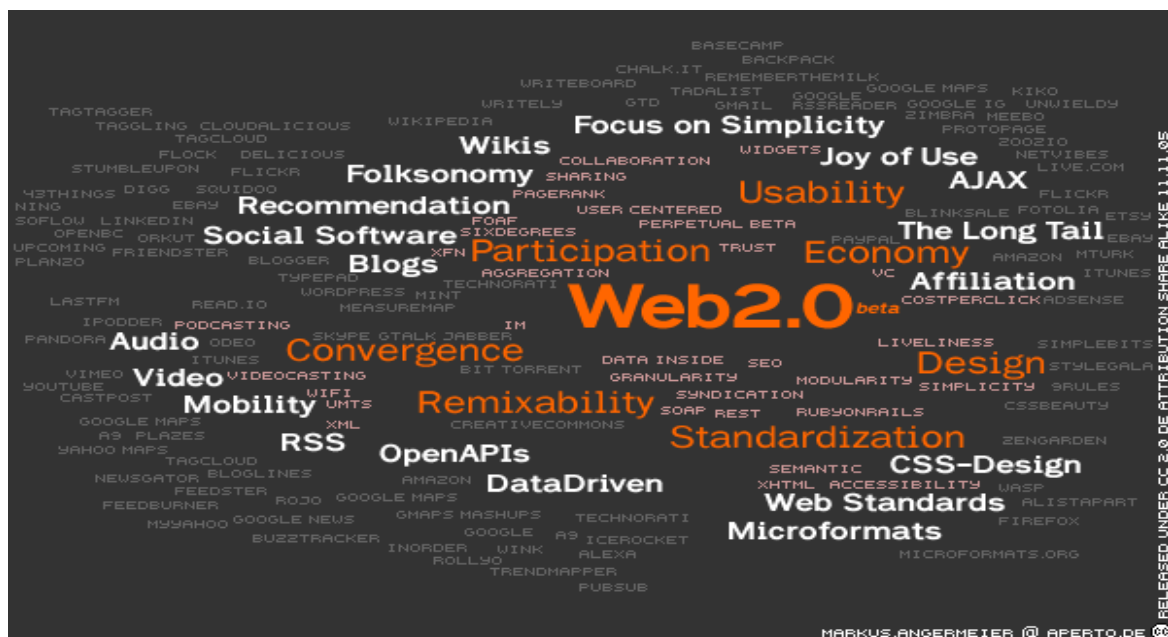 BASECAMP
BACKPACK
CHALK.IT REMEMBERTHEMILK
WRITEBOARD TADALIST GOOGLE GOOGLE MAPS KIKO
WRITELY GTD GMAIL RSSREADER GOOGLE IG UNWIELDY
TAGTAGGER ZIMBRA MEEBO
TAGGLING CLOUDALICIOUS WIKIPEDIA Focus on Simplicity PROTOPAGE
TAGCLOUD Wikis WIDGETS ZOOZIO
FLOCK DELICIOUS COLLABORATION Joy of Use NETVIBES
STUMBLEUPON FLICKR Folksonomy SHARING AJAX LIVE.COM
43THINGS DIGG SQUIDOO PAGERANK Usability FLICKR
NING EBAY Recommendation USER CENTERED BLINKSALE FOTOLIA ETSY
SOFLOW LINKEDIN FOAF PERPETUAL BETA The Long Tail
OPENBC ORKUT Social Software SIXDEGREES PAYPAL EBAY
UPCOMING FRIENDSTER XFN Participation TRUST Economy AMAZON MTURK
PLANZO BLOGGER Blogs AGGREGATION VC ITUNES
TYPEPAD TECHNORATI Affiliation
LASTFM WORDPRESS MINT Web2.0 beta COSTPERCLICK ADSENSE
READ.IO MEASUREMAP
IPODDER PODCASTING IM
PANDORA Audio ODEO SKYPE GTALK JABBER LIVELINESS SIMPLEBITS
ITUNES Convergence DATA INSIDE SEO Design STYLEGALA
VIMEO Video VIDEOCASTING BIT TORRENT GRANULARITY MODULARITY
YOUTUBE WIFI SYNDICATION SIMPLICITY 9RULES
CASTPOST Mobility UMTS Remixability SOAP REST RUBYONRAILS CSSBEAUTY
GOOGLE MAPS XML CREATIVECOMMONS
A9 PLAZES RSS Standardization ZENGARDEN
YAHOO MAPS OpenAPIs
TAGCLOUD SEMANTIC CSS-Design
NEWSGATOR BLOGLINES AMAZON DataDriven XHTML ACCESSIBILITY WASP
FEEDSTER ROJO GOOGLE MAPS Web Standards ALISTAPART
FEEDBURNER GMAPS MASHUPS TECHNORATI FIREFOX
MYYAHOO GOOGLE NEWS GOOGLE A9 ICEROCKET Microformats
BUZZTRACKER INORDER WINK ALEXA MICROFORMATS.ORG
ROLLYO
TRENDMAPPER
PUBSUB
MARKUS.ANGERMEIER @ APERTO.DE
RELEASED UNDER CC 2.0 DE ATTRIBUTION SHARE ALIKE 11.11.05